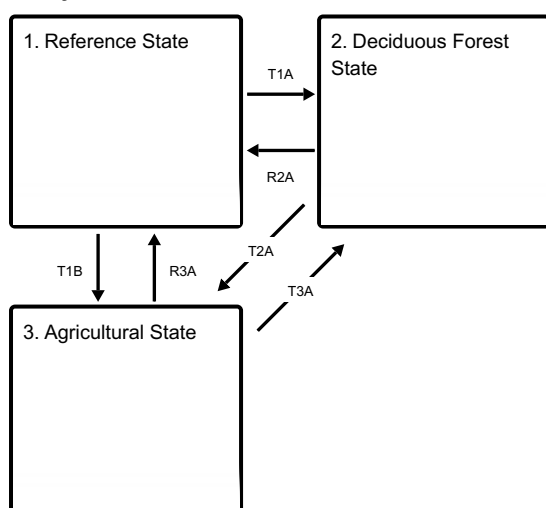 1. Reference State
2. Deciduous Forest
State
T1A
R2A
T1B
R3A
T2A
T3A
3. Agricultural State